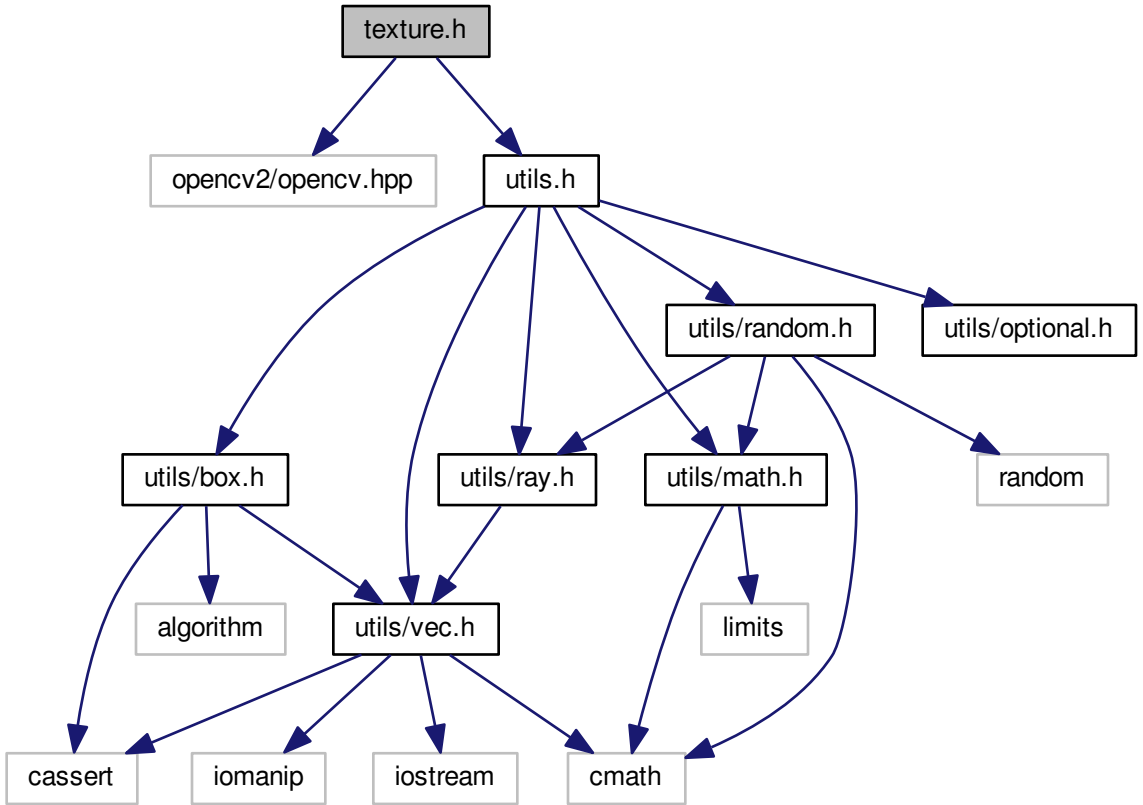 texture.h
opencv2/opencv.hpp
utils.h
utils/random.h
utils/optional.h
utils/box.h
utils/ray.h
utils/math.h
random
algorithm
utils/vec.h
limits
cassert
iomanip
iostream
cmath